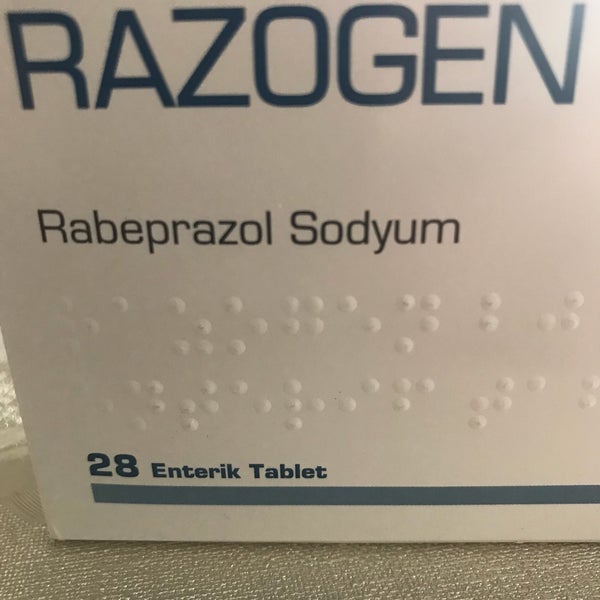 RAZOGEN
Rabeprazol Sodyum
28 Enterik Tablet